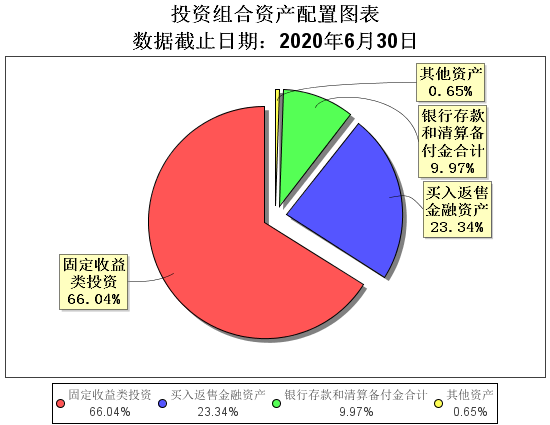 投资组合资产配置图表
数据截止日期：2020年6月30日
其他资产
0.65%
银行存款
和清算备
付金合计
9.97%
买入返售
金融资产
23.34%
固定收益
类投资
66.04%
固定收益类投资 买入返售金融资产 银行存款和清算备付金合计 其他资产
66.04% 23.34% 9.97% 0.65%